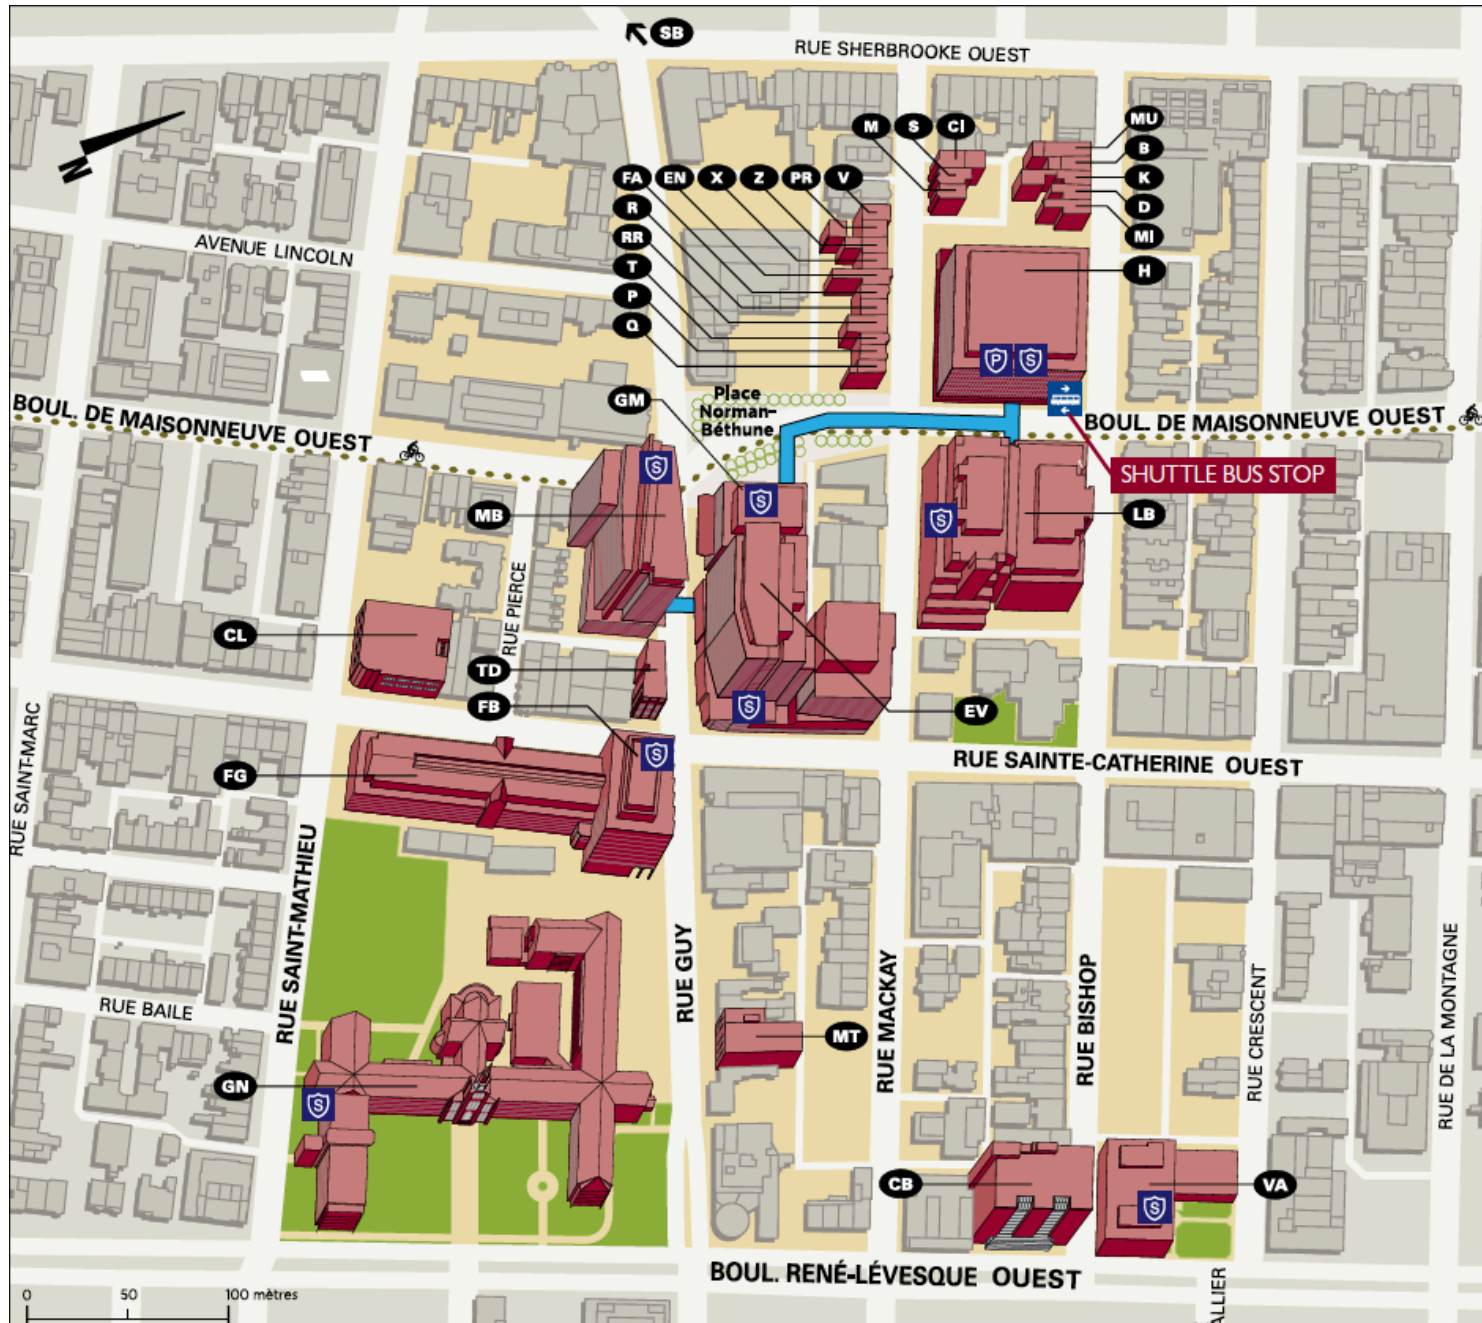 SB
RUE SHERBROOKE OUEST
N
MU
M
S
CI
B
FA
EN
X
Z
PR
V
K
R
D
RR
MI
AVENUE LINCOLN
T
H
P
Q
P
S
Place
Norman-
Béthune
GM
BOUL. DE MAISONNEUVE OUEST
BOUL. DE MAISONNEUVE OUEST
S
SHUTTLE BUS STOP
S
MB
S
LB
RUE PIERCE
CL
TD
FB
S
EV
RUE SAINT-MARC
S
RUE SAINTE-CATHERINE OUEST
FG
RUE SAINT-MATHIEU
RUE GUY
RUE MACKAY
RUE BISHOP
RUE CRESCENT
RUE DE LA MONTAGNE
RUE BAILE
MT
GN
S
CB
VA
S
BOUL. RENÉ-LÉVESQUE OUEST
0 50 100 mètres
ALLIER